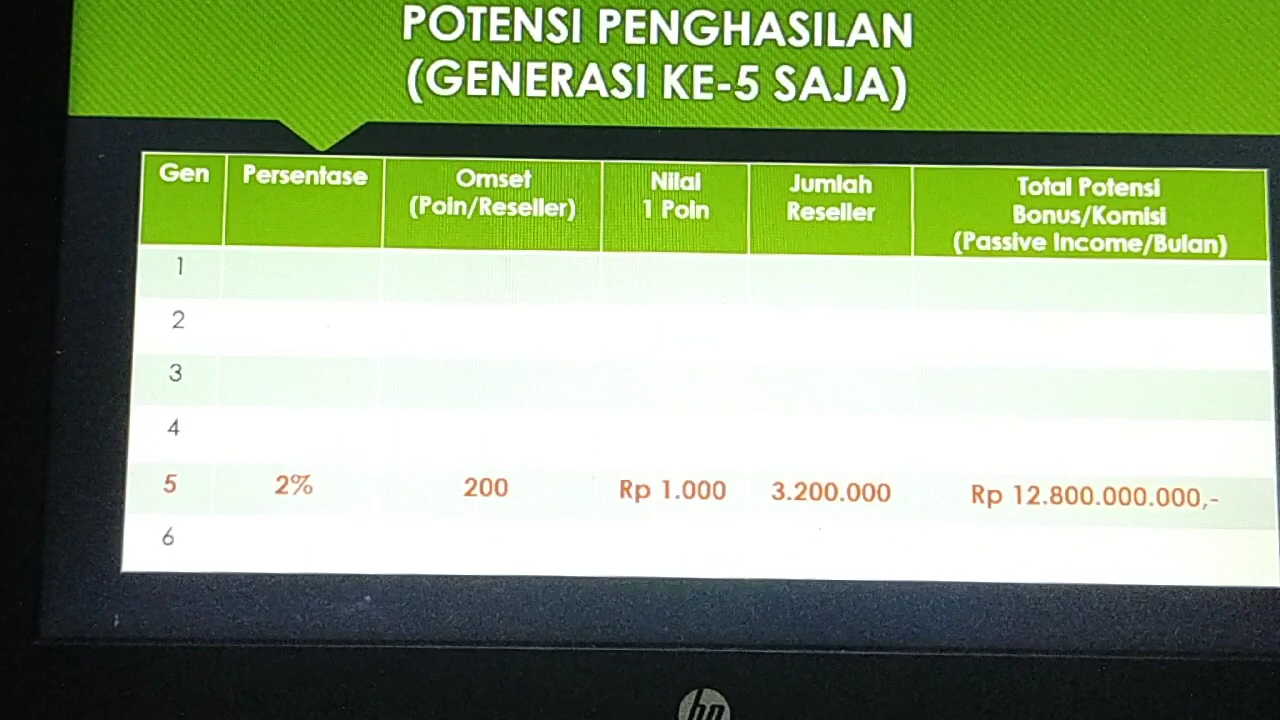 POTENSI PENGHASILAN
(GENERASI KE-5 SAJA)
Gen Persentase Omset (Poin/Reseller) Nilai 1 Poin Jumlah Reseller Total Potensi Bonus/Komisi (Passive Income/Bulan)
1
2
3
4
5 2% 200 Rp 1.000 3.200.000 Rp 12.800.000.000,-
6
hp